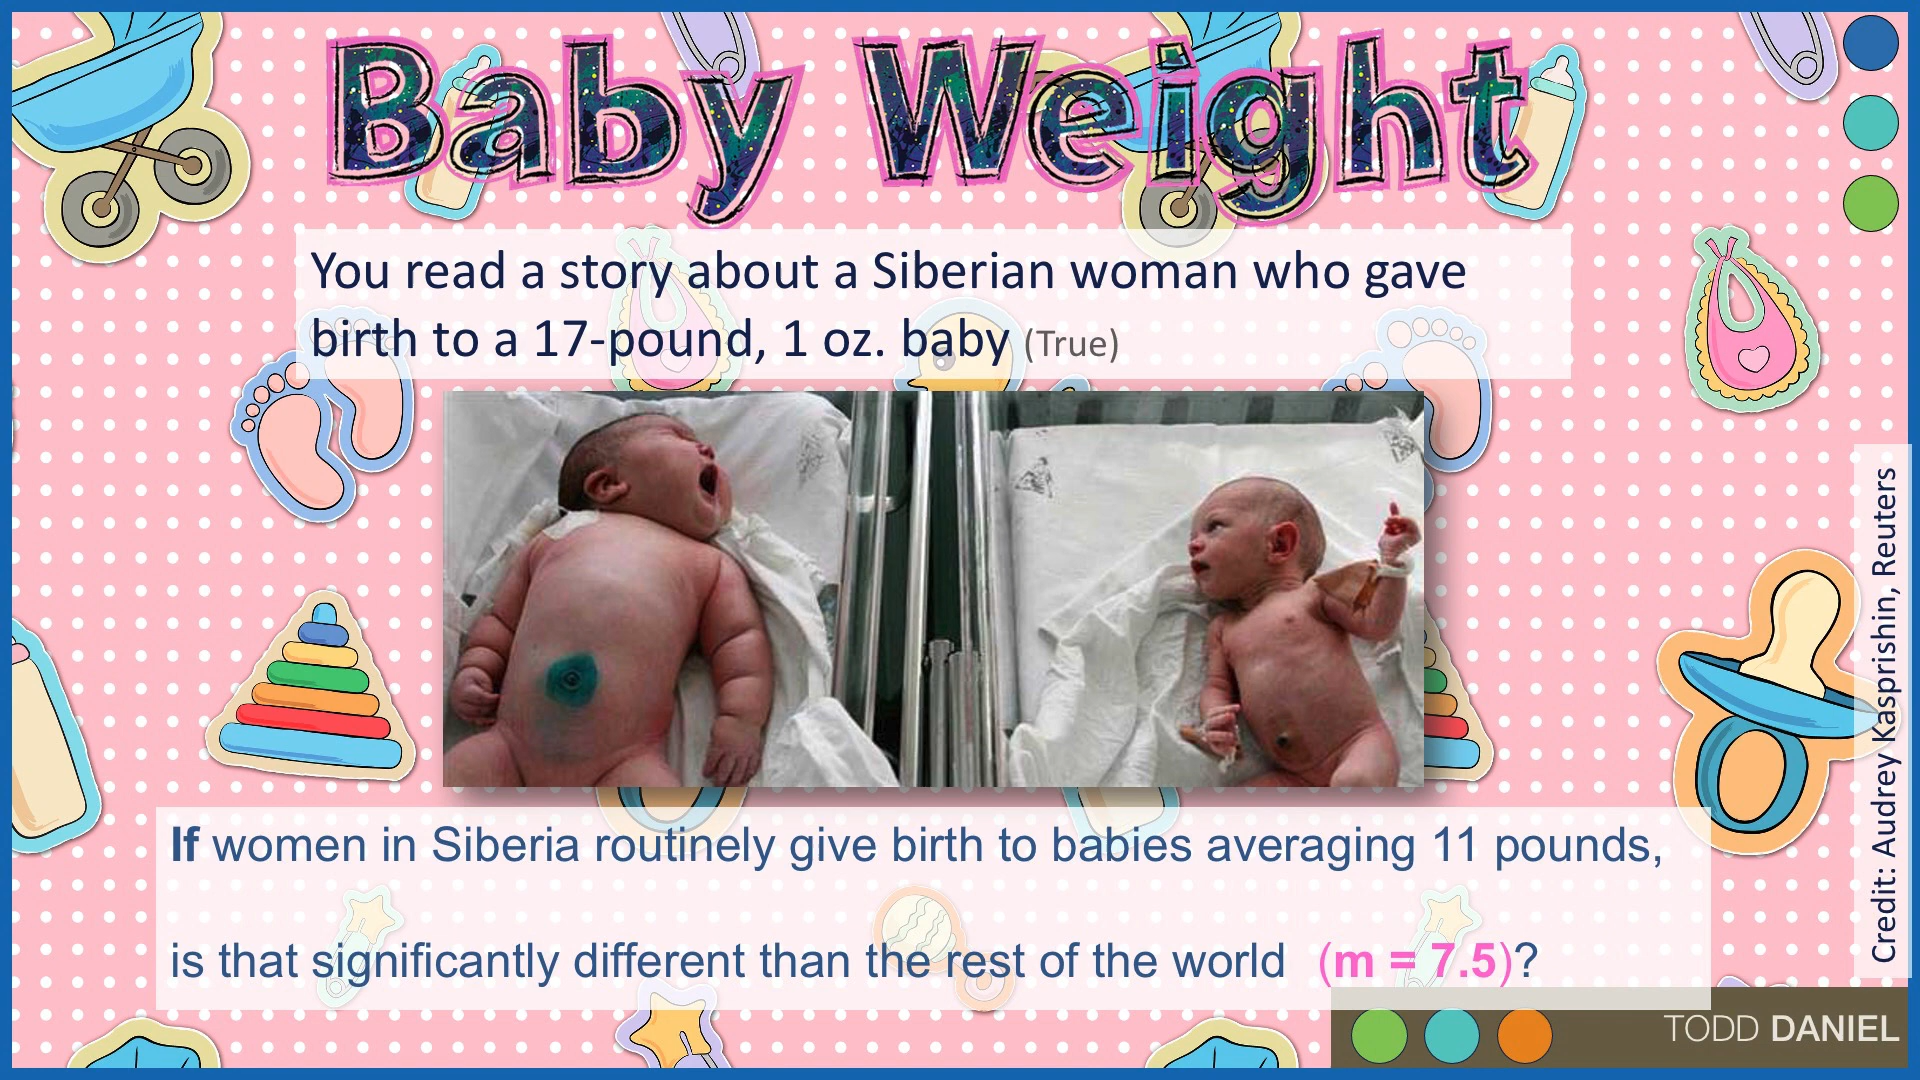 Baby Weight
You read a story about a Siberian woman who gave
birth to a 17-pound, 1 oz. baby (True)
If women in Siberia routinely give birth to babies averaging 11 pounds,
is that significantly different than the rest of the world (m = 7.5)?
Credit: Audrey Kasprishin, Reuters
TODD DANIEL